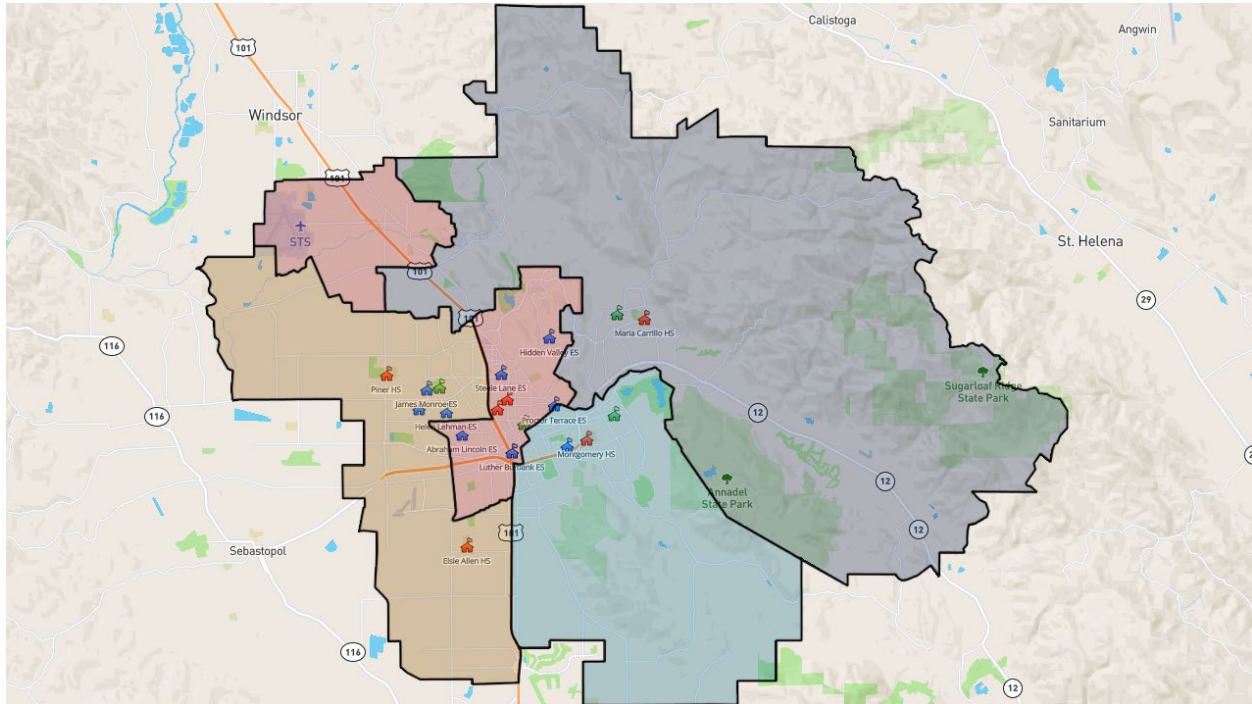 Calistoga
Angwin
101
Windsor
Sanitarium
101
STS
St. Helena
101
29
101
116
Maria Carrillo HS
Hidden Valley ES
Piner HS
Steele Lane ES
Sugarloaf Ridge
State Park
James Monroe ES
116
12
Proctor Terrace ES
Helen Lehman ES
Abraham Lincoln ES
Montgomery HS
Luther Burbank ES
12
Annadel
State Park
12
101
Sebastopol
Elsie Allen HS
116
12